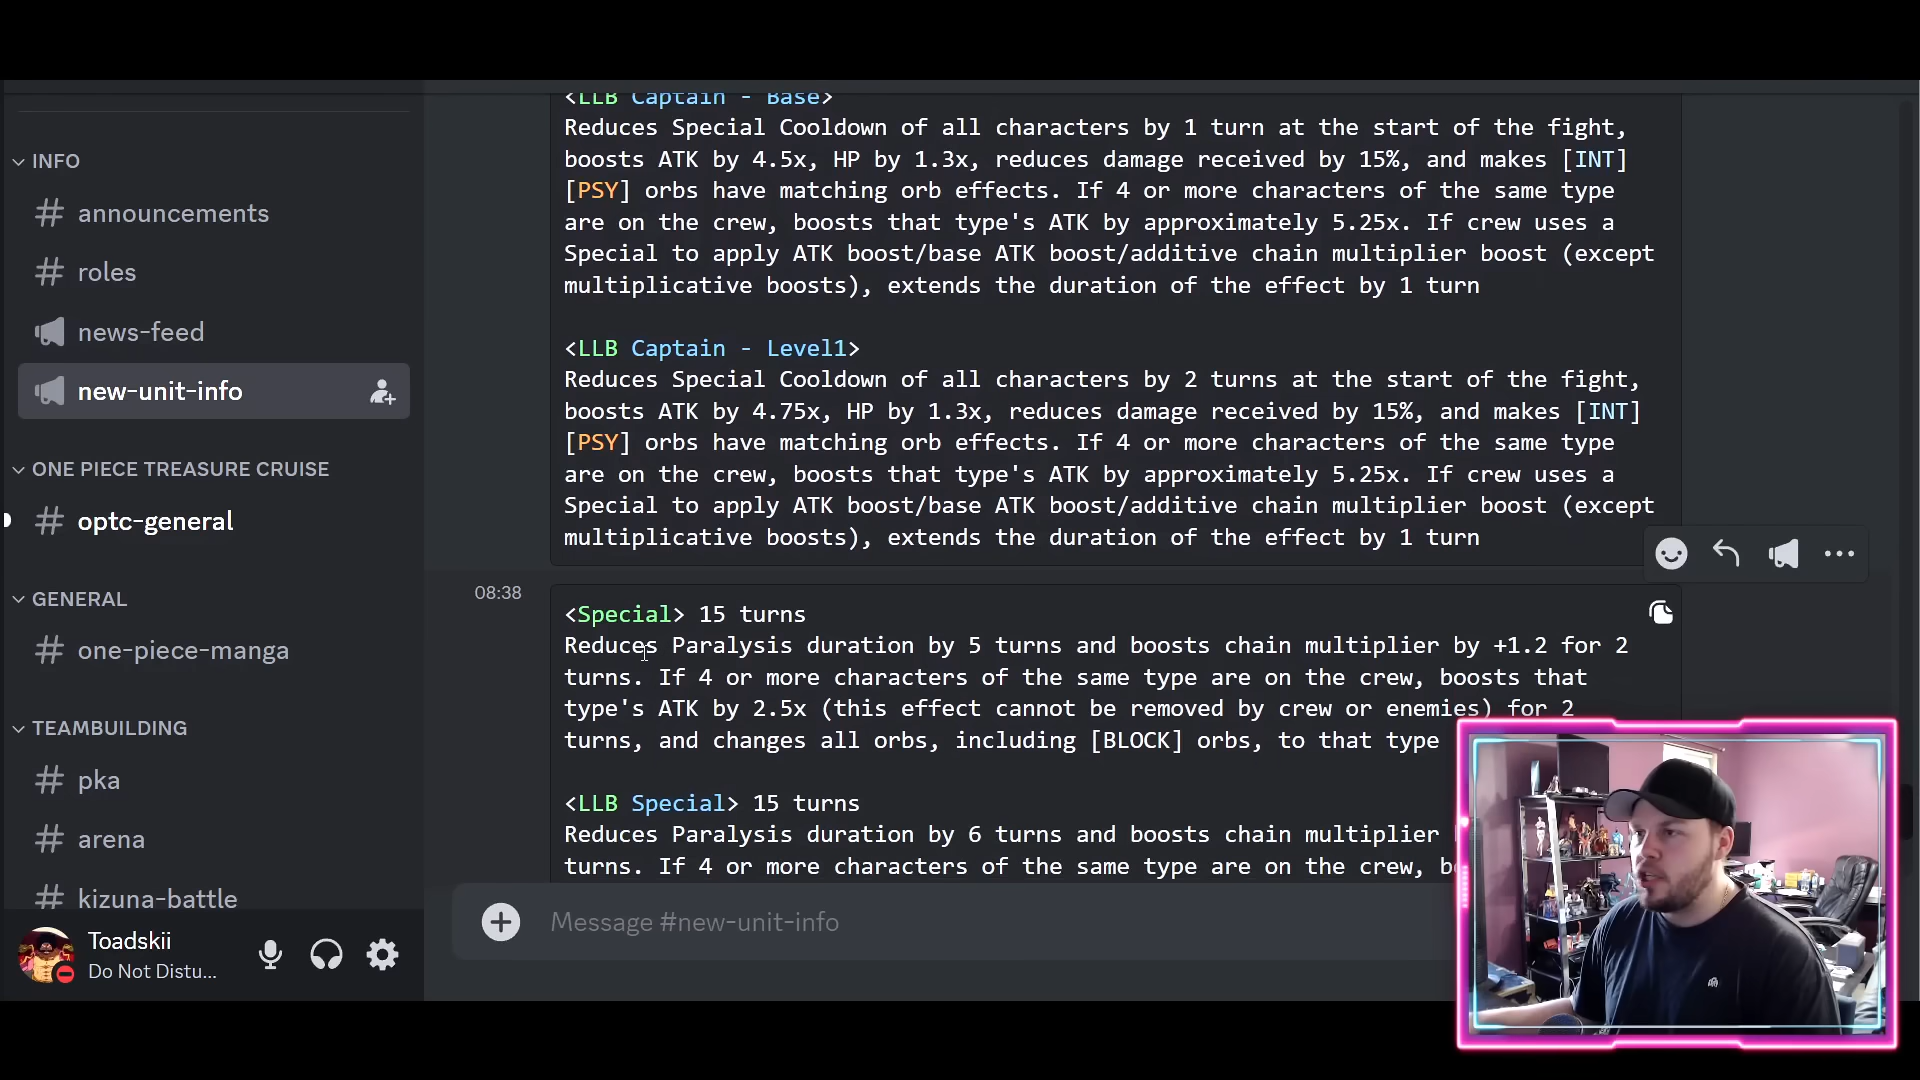 INFO
announcements
roles
news-feed
new-unit-info
ONE PIECE TREASURE CRUISE
optc-general
GENERAL
one-piece-manga
TEAMBUILDING
pka
arena
kizuna-battle
Toadskii
Do Not Distu...
<LLB Captain - Base>
Reduces Special Cooldown of all characters by 1 turn at the start of the fight,
boosts ATK by 4.5x, HP by 1.3x, reduces damage received by 15%, and makes [INT]
[PSY] orbs have matching orb effects. If 4 or more characters of the same type
are on the crew, boosts that type's ATK by approximately 5.25x. If crew uses a
Special to apply ATK boost/base ATK boost/additive chain multiplier boost (except
multiplicative boosts), extends the duration of the effect by 1 turn
<LLB Captain - Level1>
Reduces Special Cooldown of all characters by 2 turns at the start of the fight,
boosts ATK by 4.75x, HP by 1.3x, reduces damage received by 15%, and makes [INT]
[PSY] orbs have matching orb effects. If 4 or more characters of the same type
are on the crew, boosts that type's ATK by approximately 5.25x. If crew uses a
Special to apply ATK boost/base ATK boost/additive chain multiplier boost (except
multiplicative boosts), extends the duration of the effect by 1 turn
08:38
<Special> 15 turns
Reduces Paralysis duration by 5 turns and boosts chain multiplier by +1.2 for 2
turns. If 4 or more characters of the same type are on the crew, boosts that
type's ATK by 2.5x (this effect cannot be removed by crew or enemies) for 2
turns, and changes all orbs, including [BLOCK] orbs, to that type
<LLB Special> 15 turns
Reduces Paralysis duration by 6 turns and boosts chain multiplier
turns. If 4 or more characters of the same type are on the crew,
Message #new-unit-info